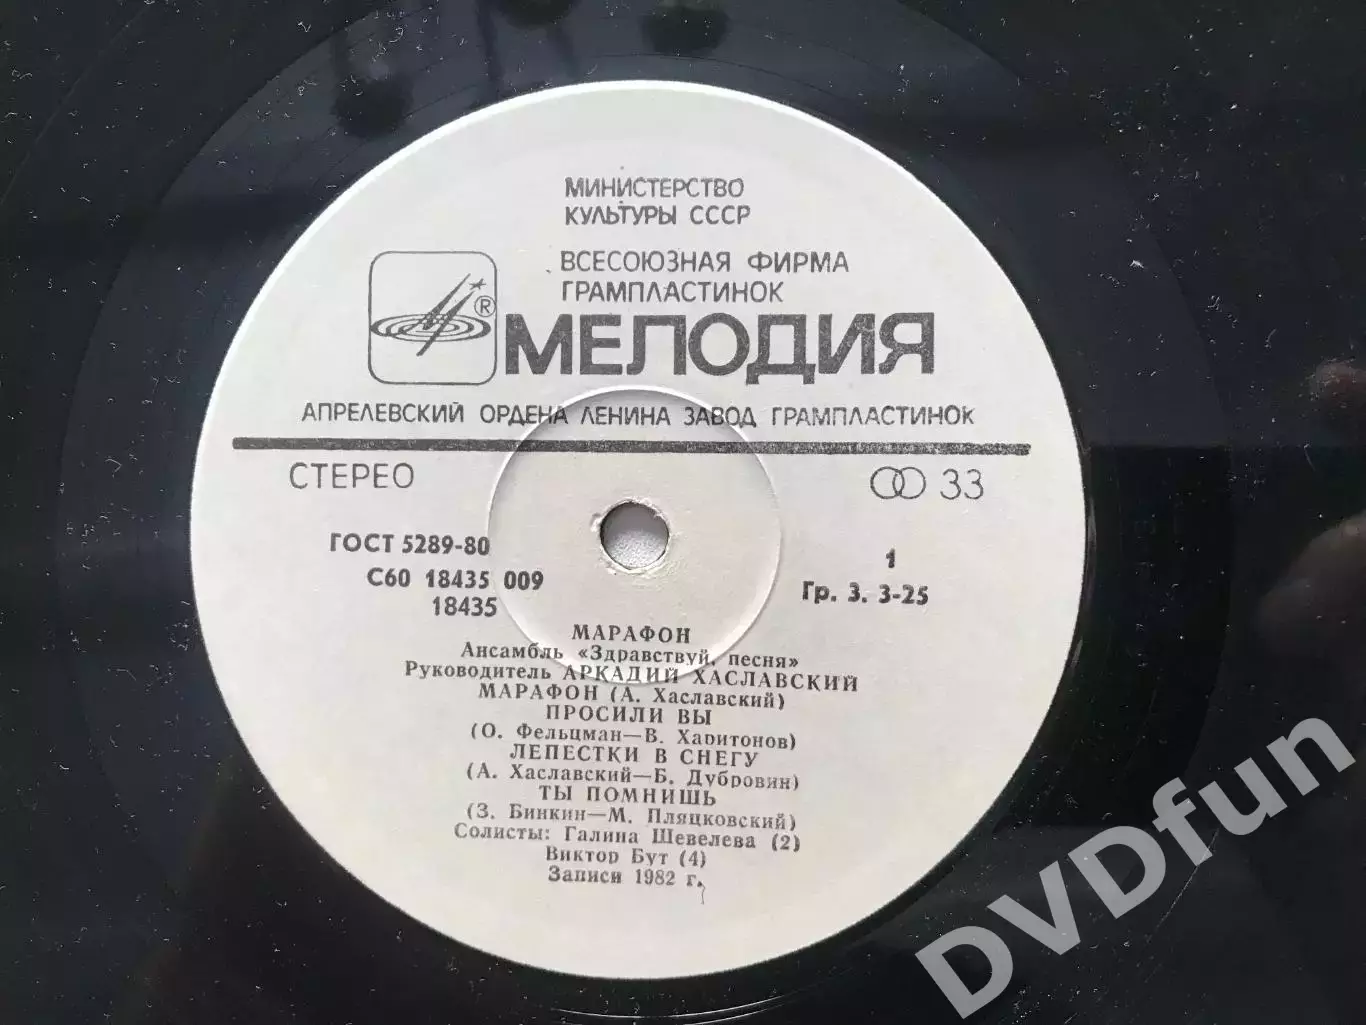 МИНИСТЕРСТВО
КУЛЬТУРЫ СССР
ВСЕСОЮЗНАЯ ФИРМА
ГРАМПЛАСТИНОК
® МЕЛОДИЯ
АПРЕЛЕВСКИЙ ОРДЕНА ЛЕНИНА ЗАВОД ГРАМПЛАСТИНОК
СТЕРЕО 33
ГОСТ 5289-80 1
С60 18435 009 Гр. 3. 3-25
18435
МАРАФОН
Ансамбль «Здравствуй, песня»
Руководитель АРКАДИЙ ХАСЛАВСКИЙ
МАРАФОН (А. Хаславский)
ПРОСИЛИ ВЫ
(О. Фельцман—В. Харитонов)
ЛЕПЕСТКИ В СНЕГУ
(А. Хаславский—Б. Дубровин)
ТЫ ПОМНИШЬ
(З. Бинкин—М. Пляцковский)
Солисты: Галина Шевелева (2)
Виктор Бут (4)
Записи 1982 г.
DVDfun